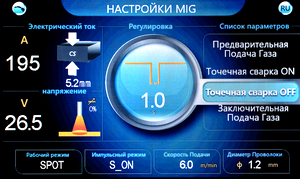 НАСТРОЙКИ MIG
RU
Электрический ток
A
195
CS
5.2mm
напряжение
V
26.5
0%
Регулировка
1.0
Список параметров
Предварительная
Подача Газа
Точечная сварка ON
Точечная сварка OFF
Заключительная
Подача Газа
Рабочий режим
SPOT
Импульсный режим
S_ON
Скорость Подачи
6.0 m/min
Диаметр Проволоки
ϕ 1.2 mm